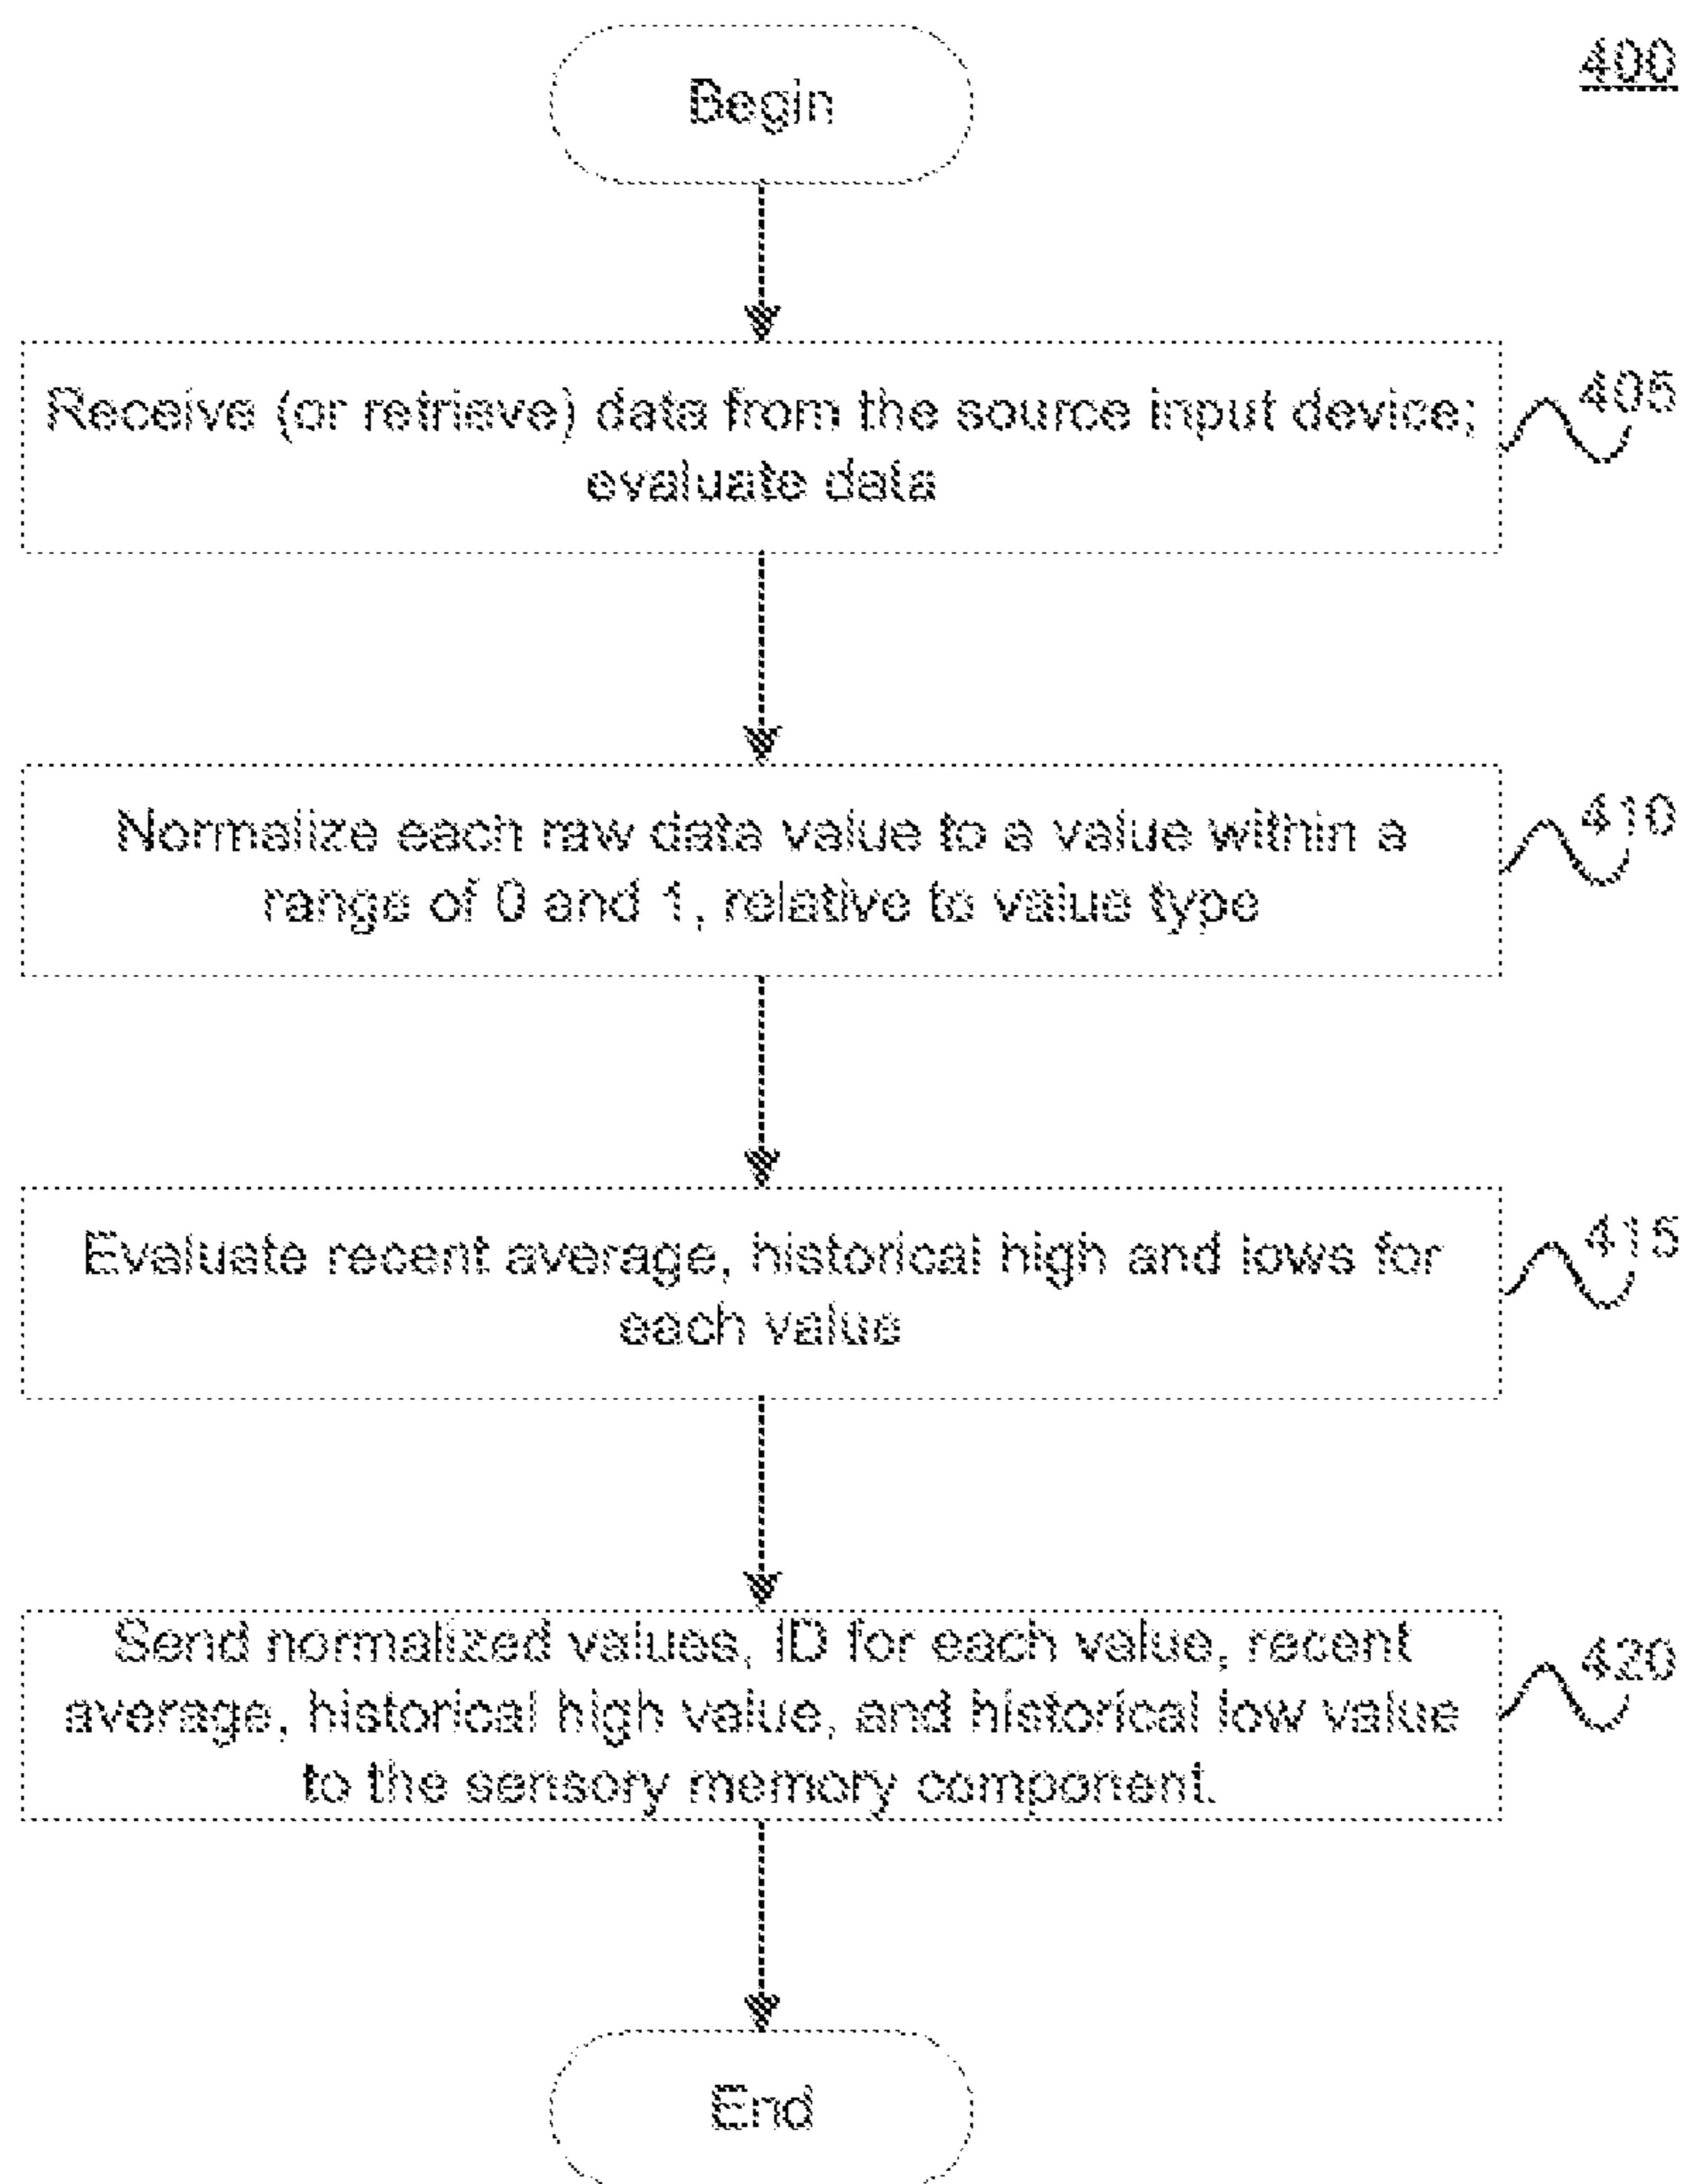 400
Begin
Receive (or retrieve) data from the source input device;
evaluate data
405
Normalize each raw data value to a value within a
range of 0 and 1, relative to value type
410
Evaluate recent average, historical high and lows for
each value
415
Send normalized values, ID for each value, recent
average, historical high value, and historical low value
to the sensory memory component.
420
End